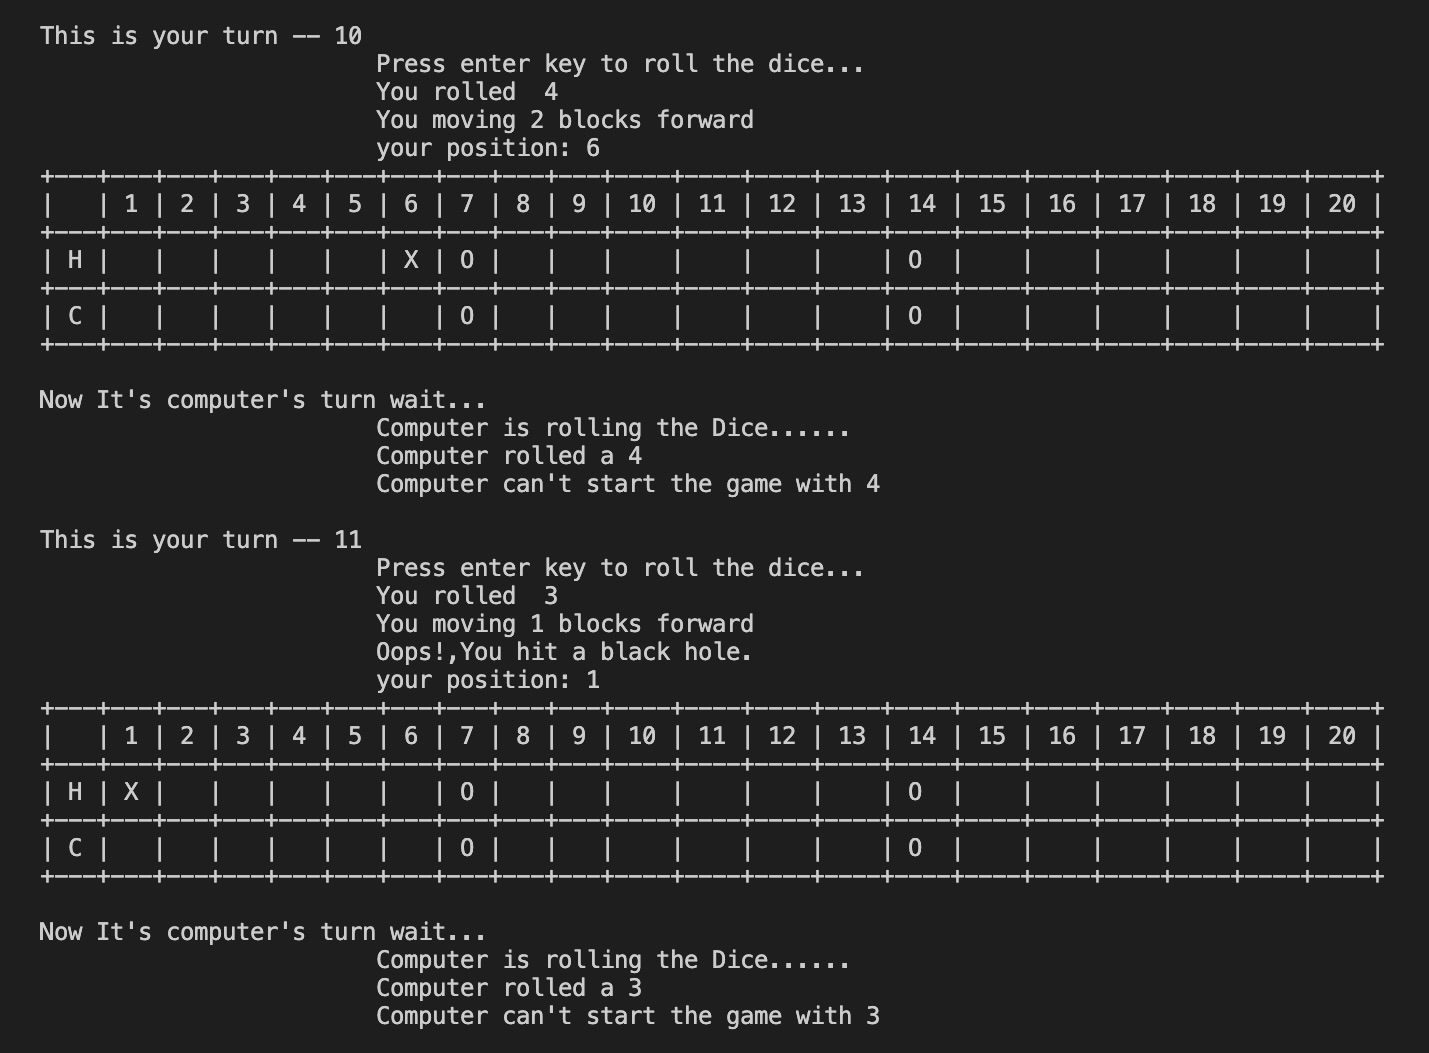 This is your turn -- 10
Press enter key to roll the dice...
You rolled  4
You moving 2 blocks forward
your position: 6
+---+---+---+---+---+---+---+---+---+---+----+----+----+----+----+----+----+----+----+----+----+
|   | 1 | 2 | 3 | 4 | 5 | 6 | 7 | 8 | 9 | 10 | 11 | 12 | 13 | 14 | 15 | 16 | 17 | 18 | 19 | 20 |
+---+---+---+---+---+---+---+---+---+---+----+----+----+----+----+----+----+----+----+----+----+
| H |   |   |   |   |   | X | O |   |   |    |    |    |    | O  |    |    |    |    |    |    |
+---+---+---+---+---+---+---+---+---+---+----+----+----+----+----+----+----+----+----+----+----+
| C |   |   |   |   |   |   | O |   |   |    |    |    |    | O  |    |    |    |    |    |    |
+---+---+---+---+---+---+---+---+---+---+----+----+----+----+----+----+----+----+----+----+----+
Now It's computer's turn wait...
Computer is rolling the Dice......
Computer rolled a 4
Computer can't start the game with 4
This is your turn -- 11
Press enter key to roll the dice...
You rolled  3
You moving 1 blocks forward
Oops!,You hit a black hole.
your position: 1
+---+---+---+---+---+---+---+---+---+---+----+----+----+----+----+----+----+----+----+----+----+
|   | 1 | 2 | 3 | 4 | 5 | 6 | 7 | 8 | 9 | 10 | 11 | 12 | 13 | 14 | 15 | 16 | 17 | 18 | 19 | 20 |
+---+---+---+---+---+---+---+---+---+---+----+----+----+----+----+----+----+----+----+----+----+
| H | X |   |   |   |   |   | O |   |   |    |    |    |    | O  |    |    |    |    |    |    |
+---+---+---+---+---+---+---+---+---+---+----+----+----+----+----+----+----+----+----+----+----+
| C |   |   |   |   |   |   | O |   |   |    |    |    |    | O  |    |    |    |    |    |    |
+---+---+---+---+---+---+---+---+---+---+----+----+----+----+----+----+----+----+----+----+----+
Now It's computer's turn wait...
Computer is rolling the Dice......
Computer rolled a 3
Computer can't start the game with 3